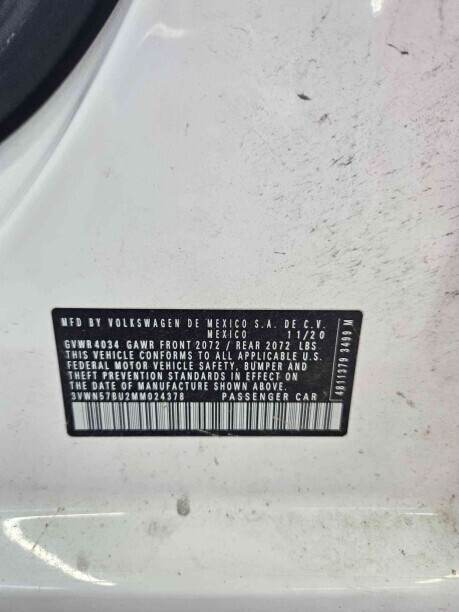 MFD BY VOLKSWAGEN DE MEXICO S.A. DE C.V.
MEXICO 11/20
GVWR 4034 GAWR FRONT 2072 / REAR 2072 LBS
THIS VEHICLE CONFORMS TO ALL APPLICABLE U.S.
FEDERAL MOTOR VEHICLE SAFETY, BUMPER AND
THEFT PREVENTION STANDARDS IN EFFECT ON
THE DATE OF MANUFACTURE SHOWN ABOVE.
3VWN57BU2MM024378 PASSENGER CAR
4B11379 3499 M